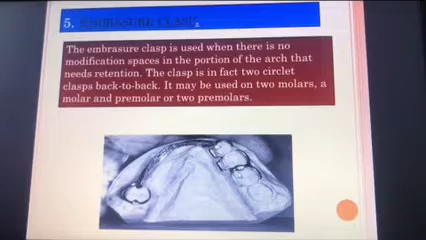 5. EMBRASURE CLASP.
The embrasure clasp is used when there is no
modification spaces in the portion of the arch that
needs retention. The clasp is in fact two circlet
clasps back-to-back. It may be used on two molars, a
molar and premolar or two premolars.